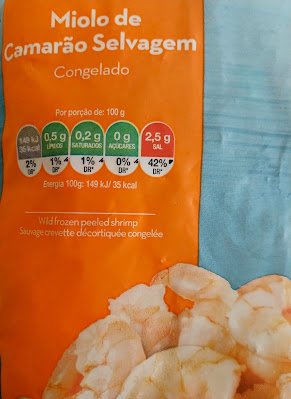 Miolo de
Camarão Selvagem
Congelado
Por porção de: 100 g
149 kJ
35 kcal
2%
DR*
0,5 g
LÍPIDOS
1%
DR*
0,2 g
SATURADOS
1%
DR*
0 g
AÇÚCARES
0%
DR*
2,5 g
SAL
42%
DR*
Energia 100g: 149 kJ/ 35 kcal
Wild frozen peeled shrimp
Sauvage crevette décortiquée congelée